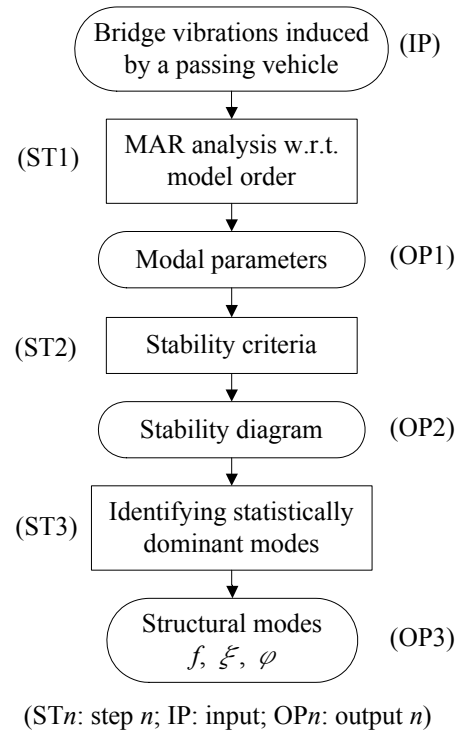 Bridge vibrations induced
by a passing vehicle
(IP)
(ST1)
MAR analysis w.r.t.
model order
Modal parameters
(OP1)
(ST2)
Stability criteria
Stability diagram
(OP2)
(ST3)
Identifying statistically
dominant modes
Structural modes
f, ξ, φ
(OP3)
(STn: step n; IP: input; OPn: output n)